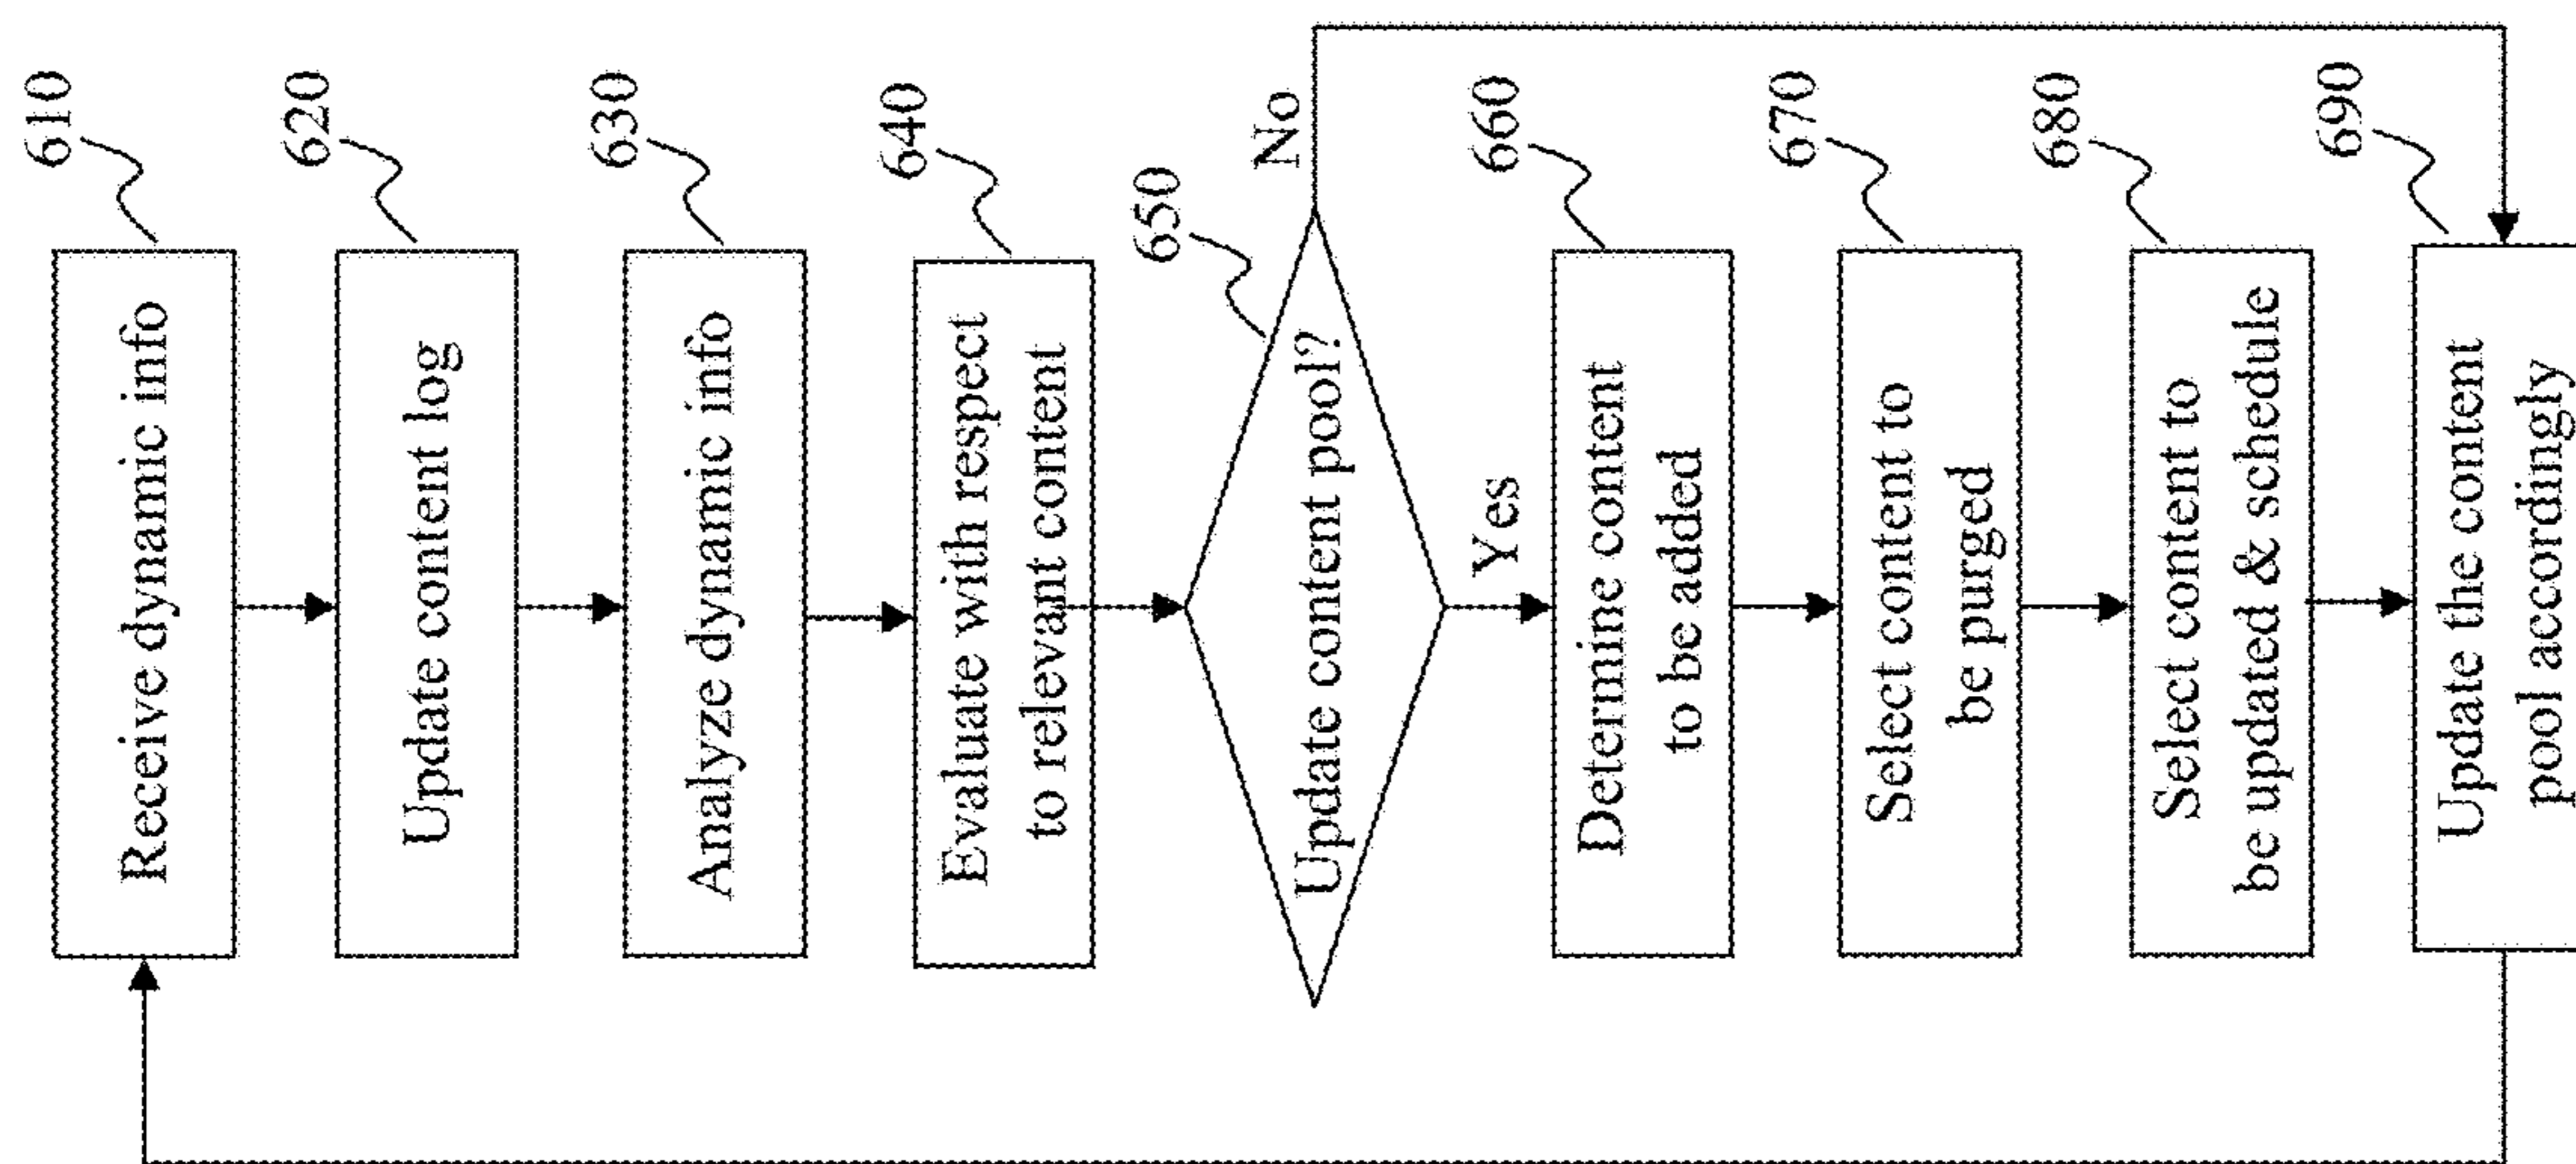 610
Receive dynamic info
620
Update content log
630
Analyze dynamic info
640
Evaluate with respect
to relevant content
650
Update content pool?
No
Yes
660
Determine content
to be added
670
Select content to
be purged
680
Select content to
be updated & schedule
690
Update the content
pool accordingly